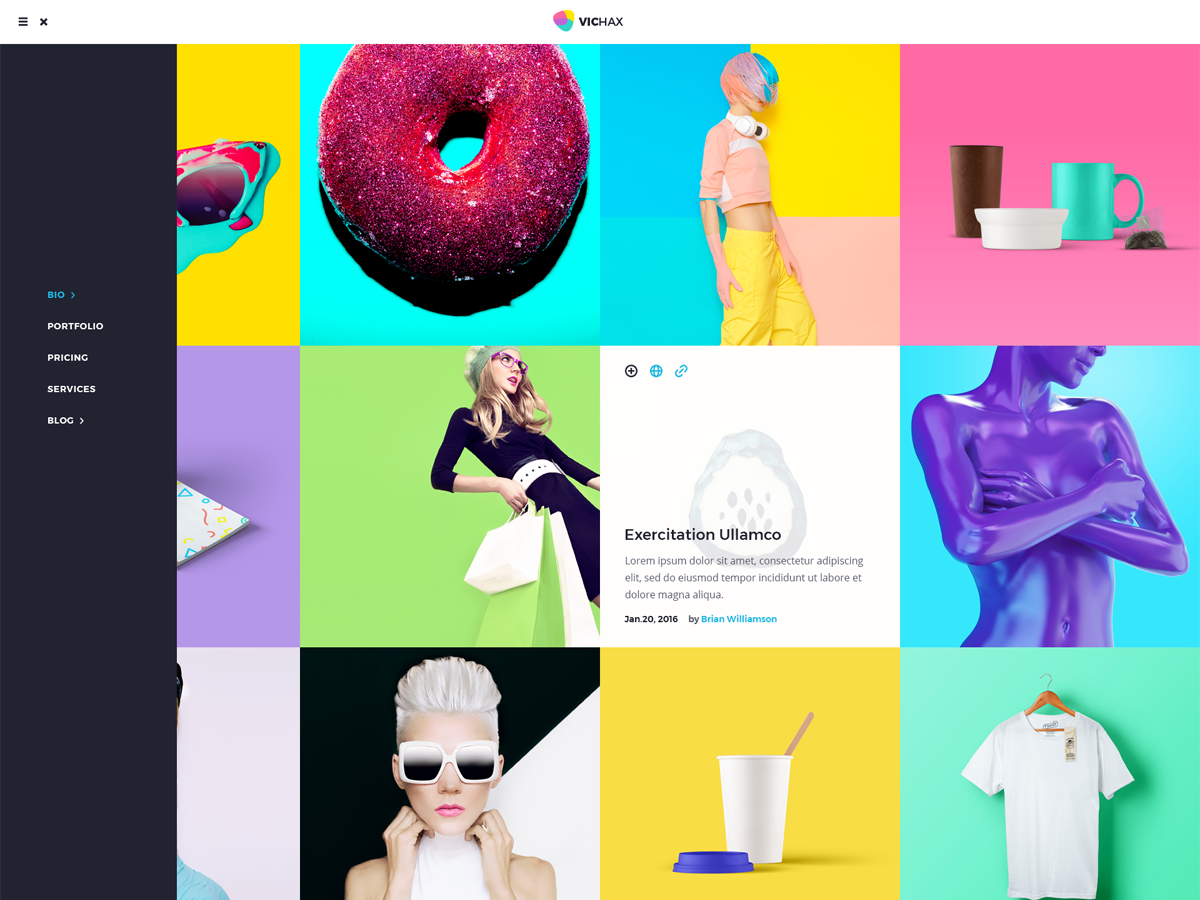 VICHAX
BIO
PORTFOLIO
PRICING
SERVICES
BLOG
Exercitation Ullamco
Lorem ipsum dolor sit amet, consectetur adipiscing
elit, sed do eiusmod tempor incididunt ut labore et
dolore magna aliqua.
Jan.20, 2016 by Brian Williamson